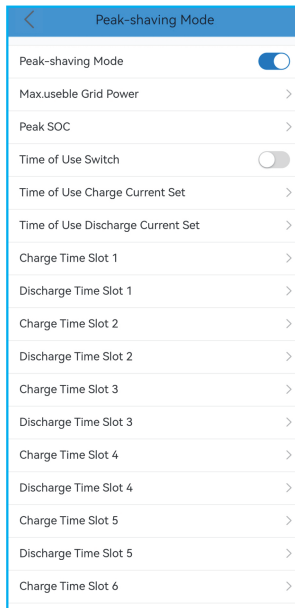 Peak-shaving Mode
Peak-shaving Mode
Max.useble Grid Power
Peak SOC
Time of Use Switch
Time of Use Charge Current Set
Time of Use Discharge Current Set
Charge Time Slot 1
Discharge Time Slot 1
Charge Time Slot 2
Discharge Time Slot 2
Charge Time Slot 3
Discharge Time Slot 3
Charge Time Slot 4
Discharge Time Slot 4
Charge Time Slot 5
Discharge Time Slot 5
Charge Time Slot 6